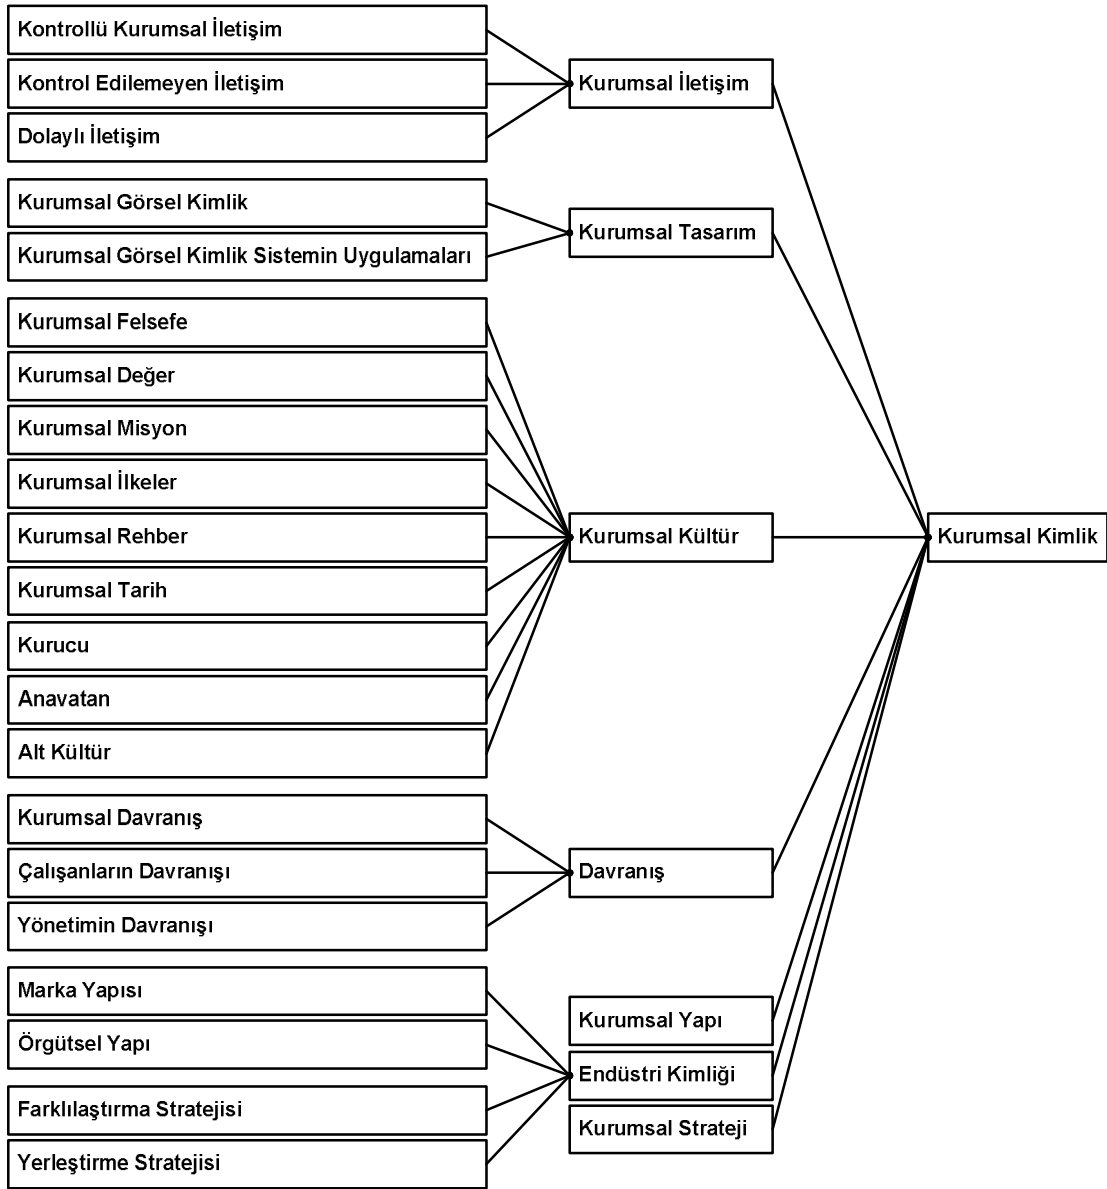 Kontrollü Kurumsal İletişim
Kontrol Edilemeyen İletişim
Dolaylı İletişim
Kurumsal İletişim
Kurumsal Görsel Kimlik
Kurumsal Görsel Kimlik Sistemin Uygulamaları
Kurumsal Tasarım
Kurumsal Felsefe
Kurumsal Değer
Kurumsal Misyon
Kurumsal İlkeler
Kurumsal Rehber
Kurumsal Tarih
Kurucu
Anavatan
Alt Kültür
Kurumsal Kültür
Kurumsal Kimlik
Kurumsal Davranış
Çalışanların Davranışı
Yönetimin Davranışı
Davranış
Marka Yapısı
Örgütsel Yapı
Farklılaştırma Stratejisi
Yerleştirme Stratejisi
Kurumsal Yapı
Endüstri Kimliği
Kurumsal Strateji